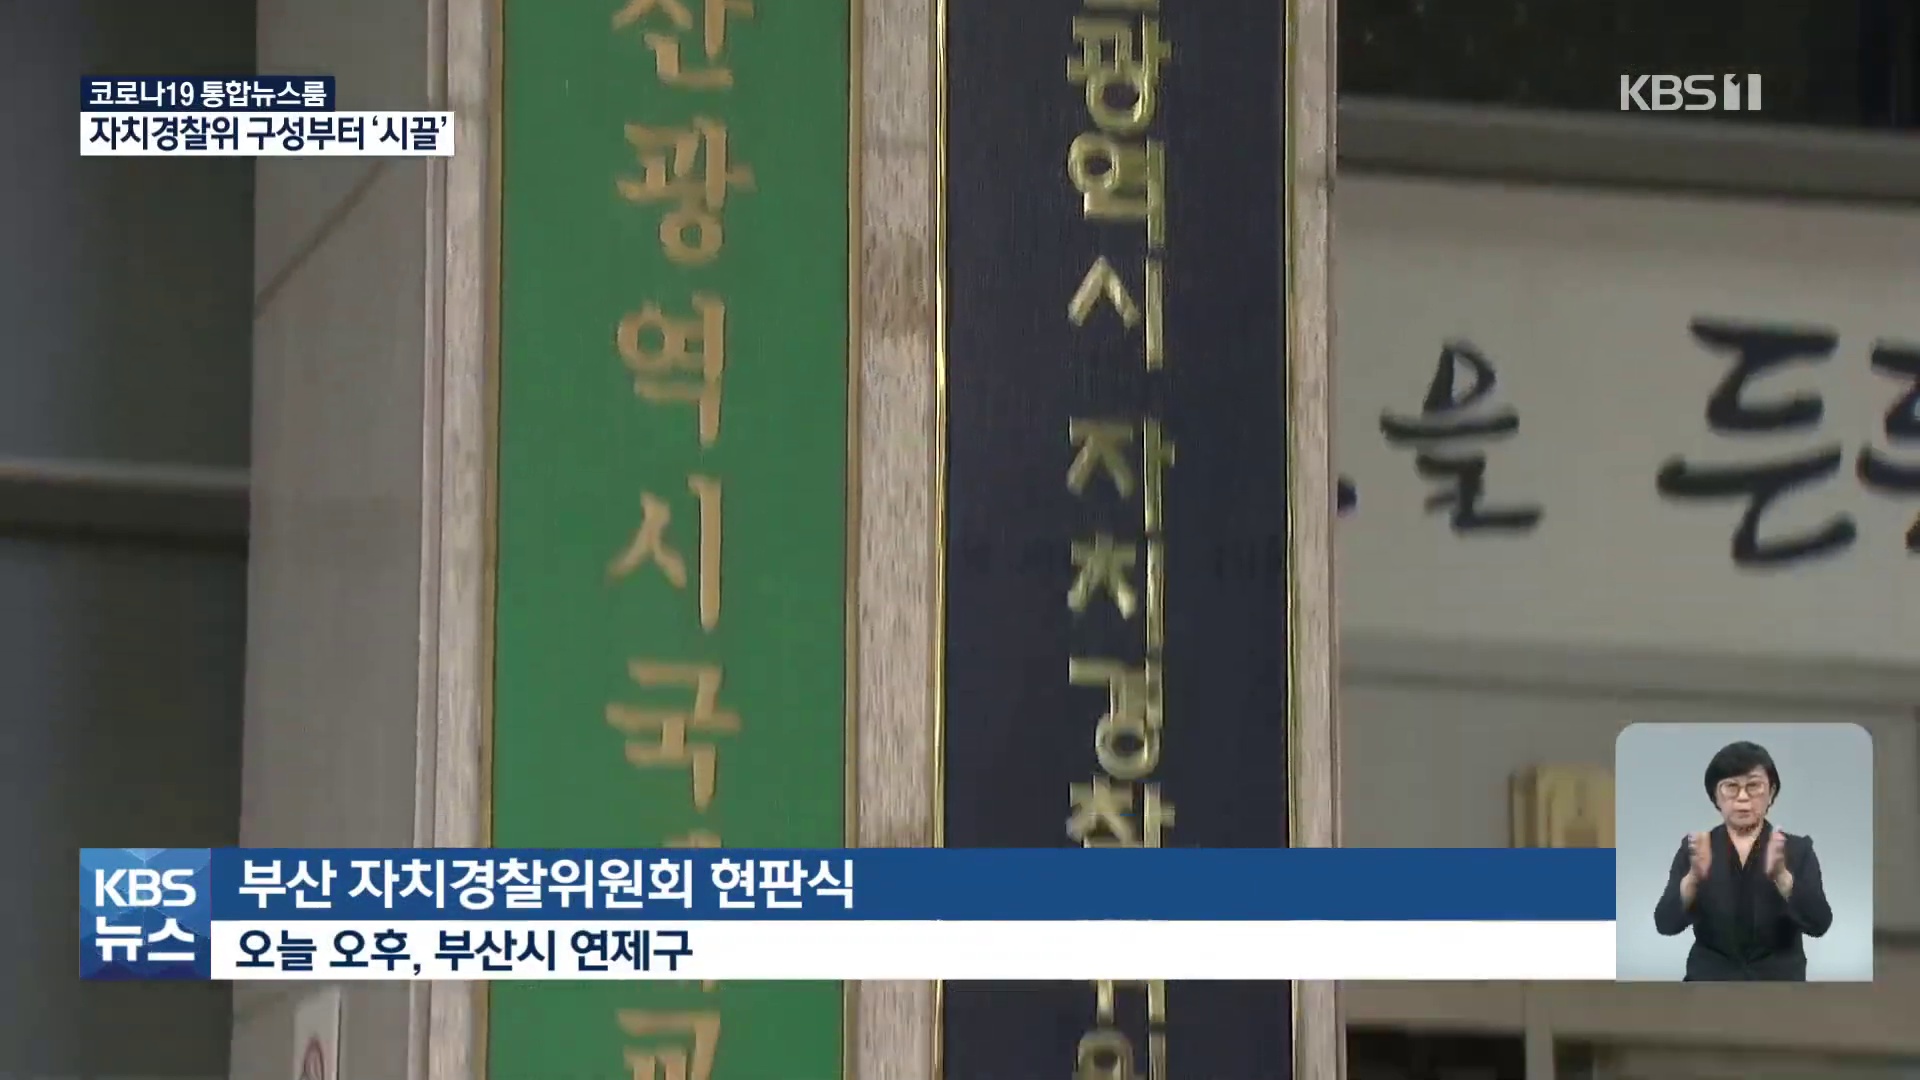 코로나19 통합뉴스룸
자치경찰위 구성부터 ‘시끌’
KBS1
산광역시국
교
광역시 자치경찰
위
을 든
KBS
뉴스
부산 자치경찰위원회 현판식
오늘 오후, 부산시 연제구